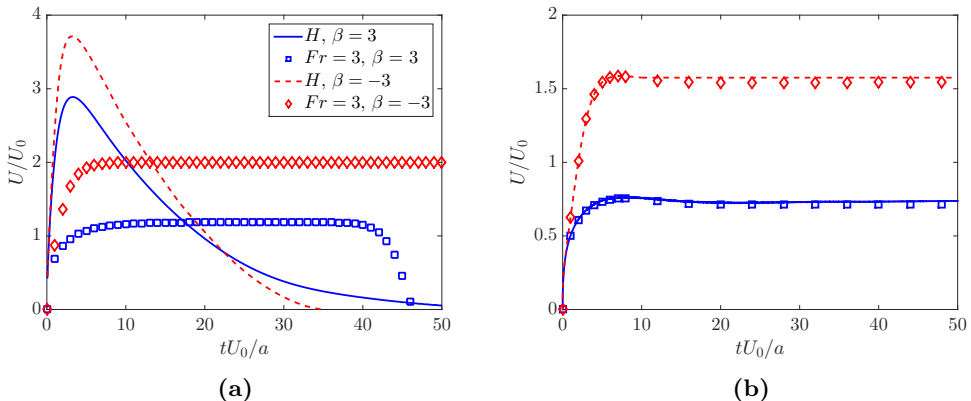 4
3
2
1
0
U/U₀
H, β = 3
Fr = 3, β = 3
H, β = −3
Fr = 3, β = −3
0 10 20 30 40 50
tU₀/a
(a)
2
1.5
1
0.5
0
U/U₀
0 10 20 30 40 50
tU₀/a
(b)